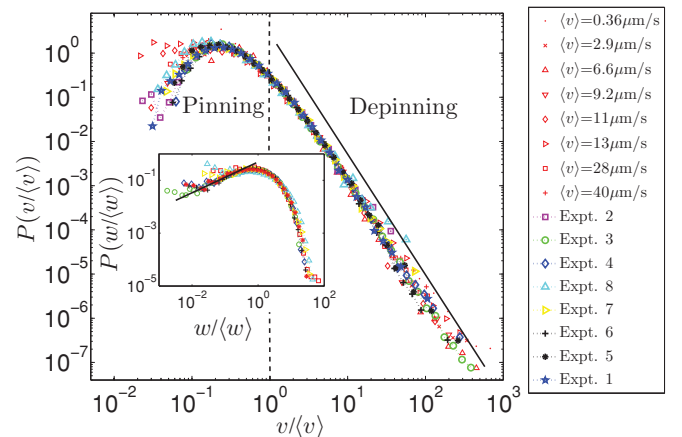 10^0
10^-1
10^-2
10^-3
10^-4
10^-5
10^-6
10^-7
P(v/⟨v⟩)
Pinning
Depinning
10^-1
10^-3
10^-5
P(w/⟨w⟩)
10^-2 10^0 10^2
w/⟨w⟩
10^-2 10^-1 10^0 10^1 10^2 10^3
v/⟨v⟩
⟨v⟩=0.36μm/s
⟨v⟩=2.9μm/s
⟨v⟩=6.6μm/s
⟨v⟩=9.2μm/s
⟨v⟩=11μm/s
⟨v⟩=13μm/s
⟨v⟩=28μm/s
⟨v⟩=40μm/s
Expt. 2
Expt. 3
Expt. 4
Expt. 8
Expt. 7
Expt. 6
Expt. 5
Expt. 1